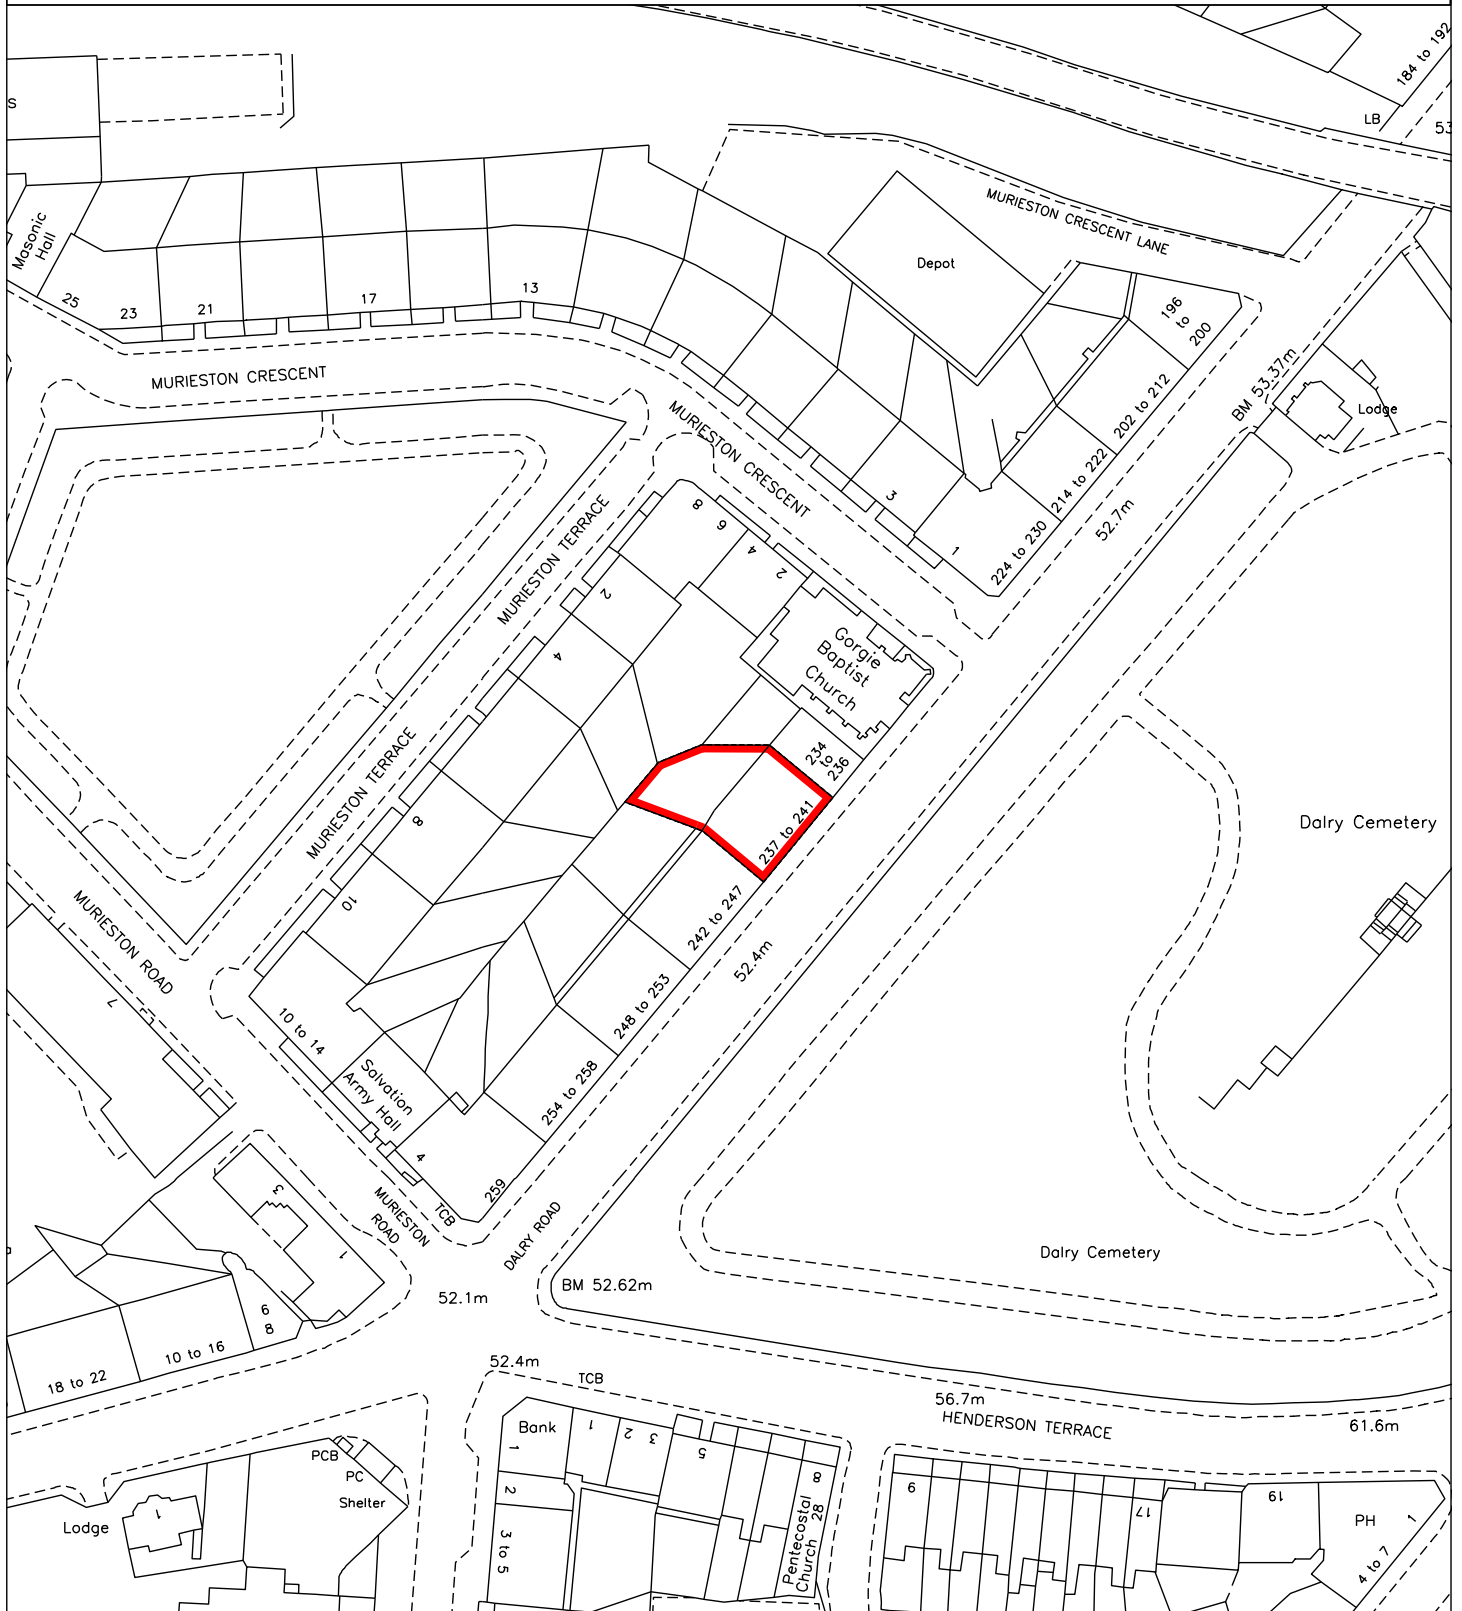 184 to 192
LB
53
S
MURIESTON CRESCENT LANE
Masonic
Hall
Depot
25
23
21
17
13
196
to
200
MURIESTON CRESCENT
BM 53.37m
Lodge
202 to 212
MURIESTON CRESCENT
214 to 222
3
1
224 to 230
52.7m
8
6
4
2
MURIESTON TERRACE
2
4
Gorgie
Baptist
Church
234
to
236
MURIESTON TERRACE
8
237 to 241
Dalry Cemetery
10
242 to 247
52.4m
MURIESTON ROAD
7
248 to 253
10 to 14
Salvation
Army Hall
254 to 258
4
259
TCB
MURIESTON
ROAD
DALRY ROAD
3
1
Dalry Cemetery
BM 52.62m
52.1m
6
8
10 to 16
18 to 22
52.4m
TCB
56.7m
HENDERSON TERRACE
61.6m
Bank
1
1
2
3
5
8
PCB
PC
Shelter
Lodge
1
2
3 to 5
Pentecostal
Church 28
9
17
19
PH
1
4 to 7